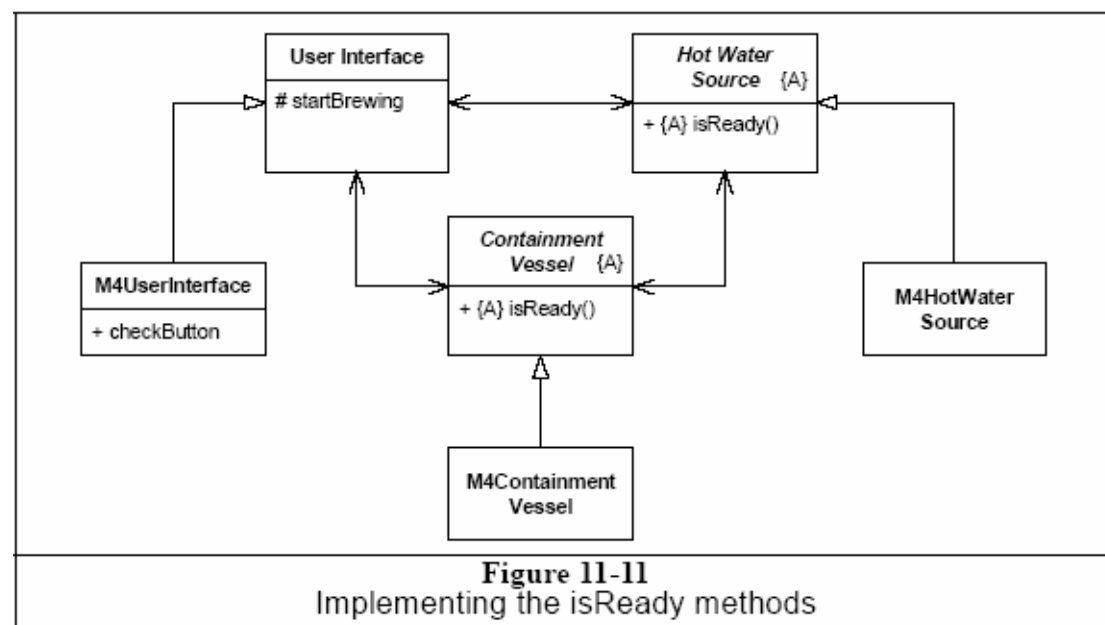 User Interface
# startBrewing
Hot Water
Source {A}
+ {A} isReady()
Containment
Vessel {A}
+ {A} isReady()
M4UserInterface
+ checkButton
M4HotWater
Source
M4Containment
Vessel
Figure 11-11
Implementing the isReady methods